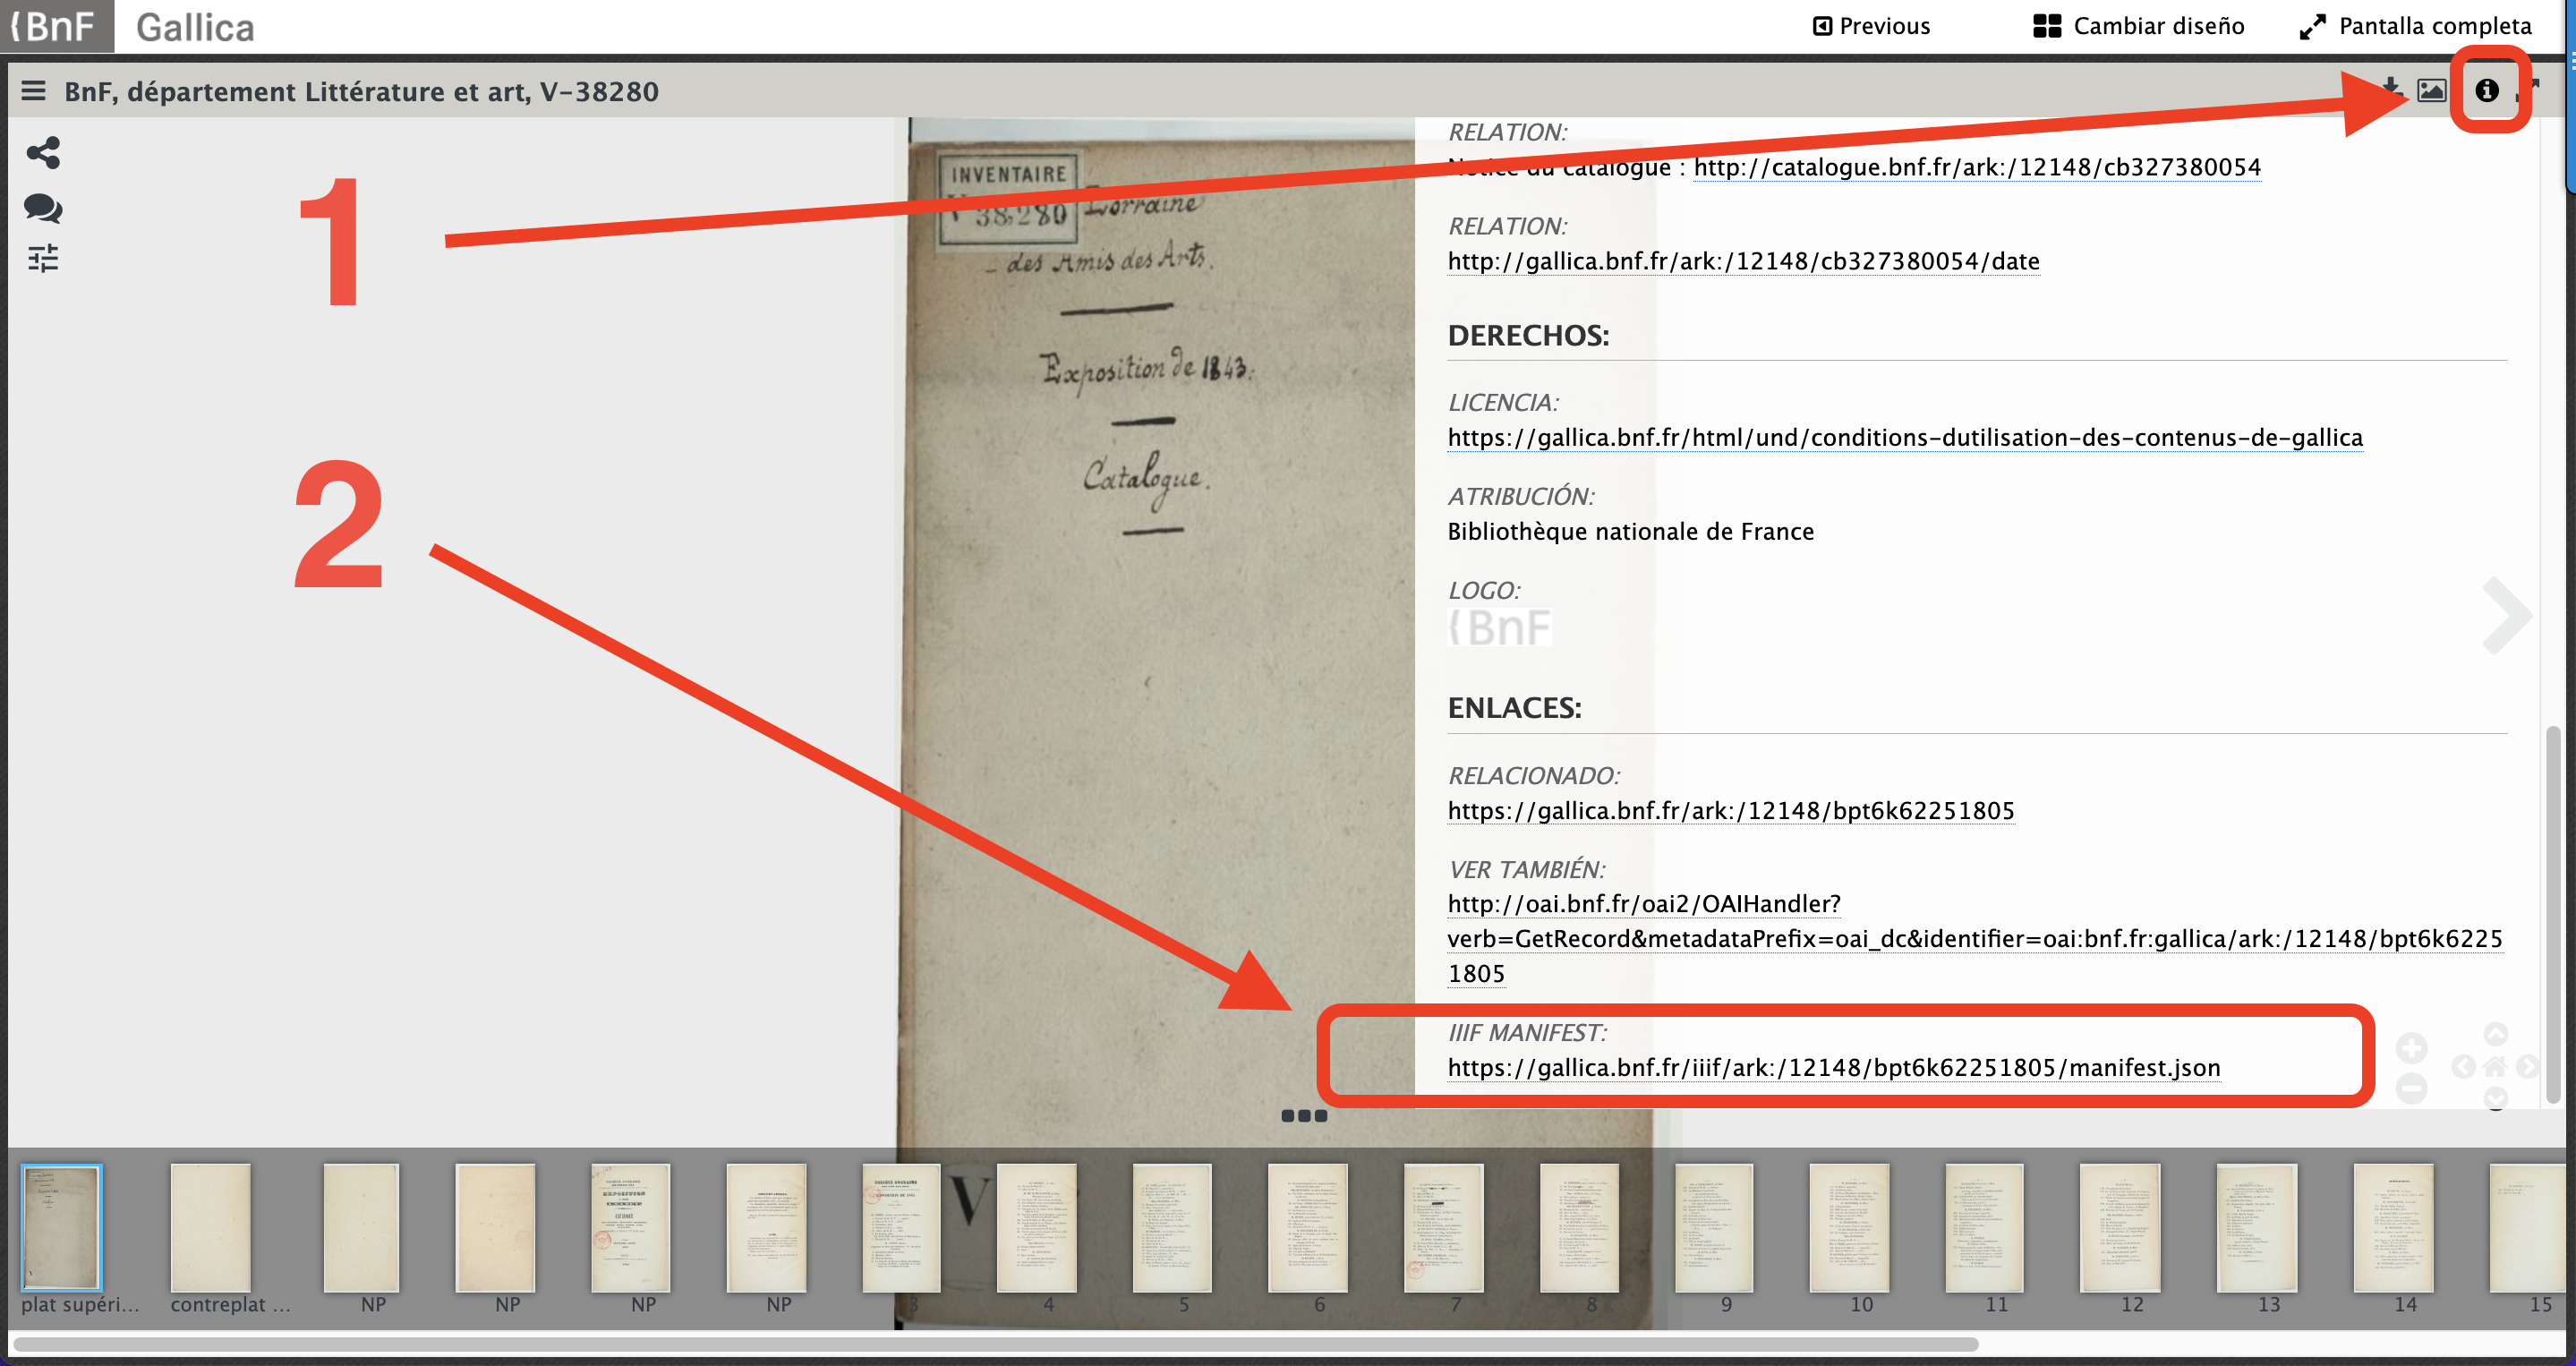 BnF Gallica
Previous
Cambiar diseño
Pantalla completa
BnF, département Littérature et art, V-38280
1
2
INVENTAIRE
V
38,280
Lorraine
des Amis des Arts.
Exposition de 1843.
Catalogue.
V
RELATION:
Notice du catalogue : http://catalogue.bnf.fr/ark:/12148/cb327380054
RELATION:
http://gallica.bnf.fr/ark:/12148/cb327380054/date
DERECHOS:
LICENCIA:
https://gallica.bnf.fr/html/und/conditions-dutilisation-des-contenus-de-gallica
ATRIBUCIÓN:
Bibliothèque nationale de France
LOGO:
BnF
ENLACES:
RELACIONADO:
https://gallica.bnf.fr/ark:/12148/bpt6k62251805
VER TAMBIÉN:
http://oai.bnf.fr/oai2/OAIHandler?
verb=GetRecord&metadataPrefix=oai_dc&identifier=oai:bnf.fr:gallica/ark:/12148/bpt6k6225
1805
IIIF MANIFEST:
https://gallica.bnf.fr/iiif/ark:/12148/bpt6k62251805/manifest.json
EXPOSITION
plat supéri...
contreplat ...
NP
NP
NP
NP
3
4
5
6
7
8
9
10
11
12
13
14
15